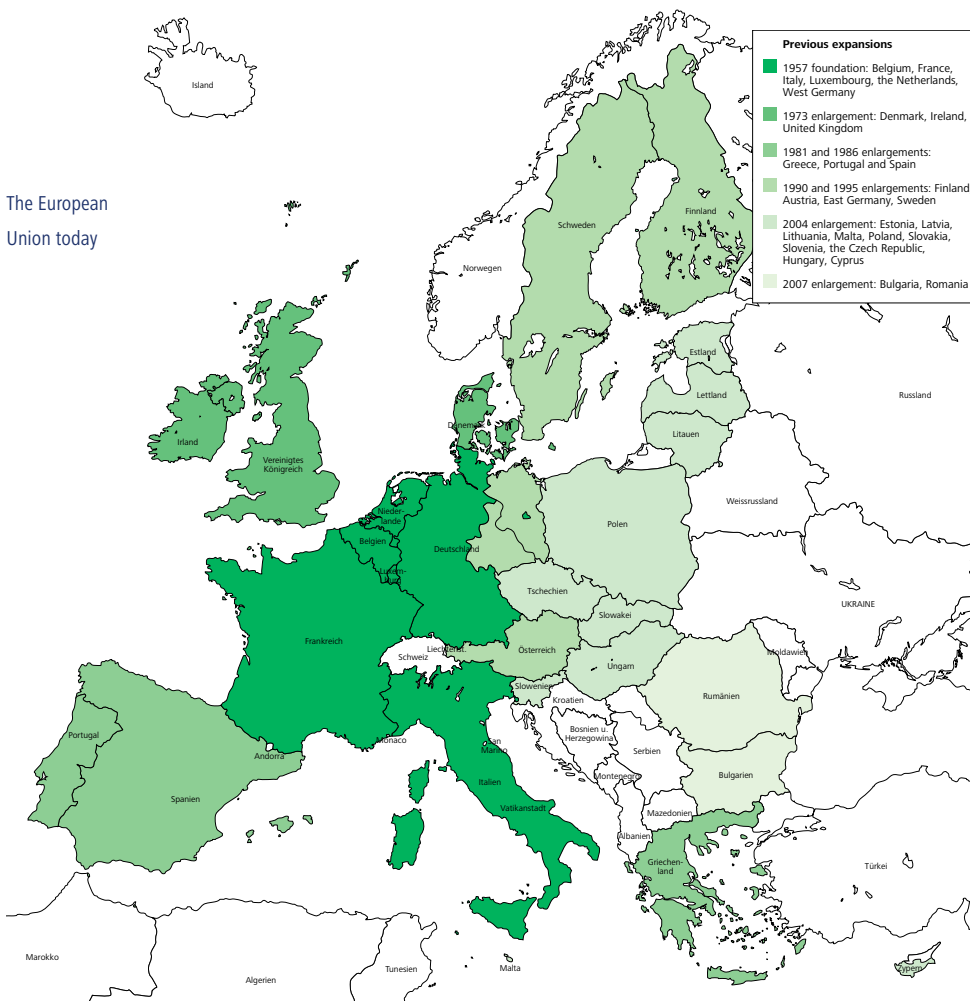 The European
Union today
Previous expansions
1957 foundation: Belgium, France,
Italy, Luxembourg, the Netherlands,
West Germany
1973 enlargement: Denmark, Ireland,
United Kingdom
1981 and 1986 enlargements:
Greece, Portugal and Spain
1990 and 1995 enlargements: Finland
Austria, East Germany, Sweden
2004 enlargement: Estonia, Latvia,
Lithuania, Malta, Poland, Slovakia,
Slovenia, the Czech Republic,
Hungary, Cyprus
2007 enlargement: Bulgaria, Romania
Island
Schweden
Finnland
Norwegen
Estland
Lettland
Russland
Litauen
Irland
Dänemark
Vereinigtes
Königreich
Weissrussland
Nieder-
lande
Polen
Belgien
Deutschland
Luxem-
burg
Tschechien
UKRAINE
Slowakei
Frankreich
Liechtenst.
Österreich
Schweiz
Moldawien
Ungarn
Slowenien
Rumänien
Kroatien
Portugal
Bosnien u.
Herzegowina
Monaco
San
Marino
Serbien
Andorra
Montenegro
Bulgarien
Italien
Spanien
Vatikanstadt
Mazedonien
Albanien
Griechen-
land
Türkei
Marokko
Algerien
Tunesien
Malta
Zypern